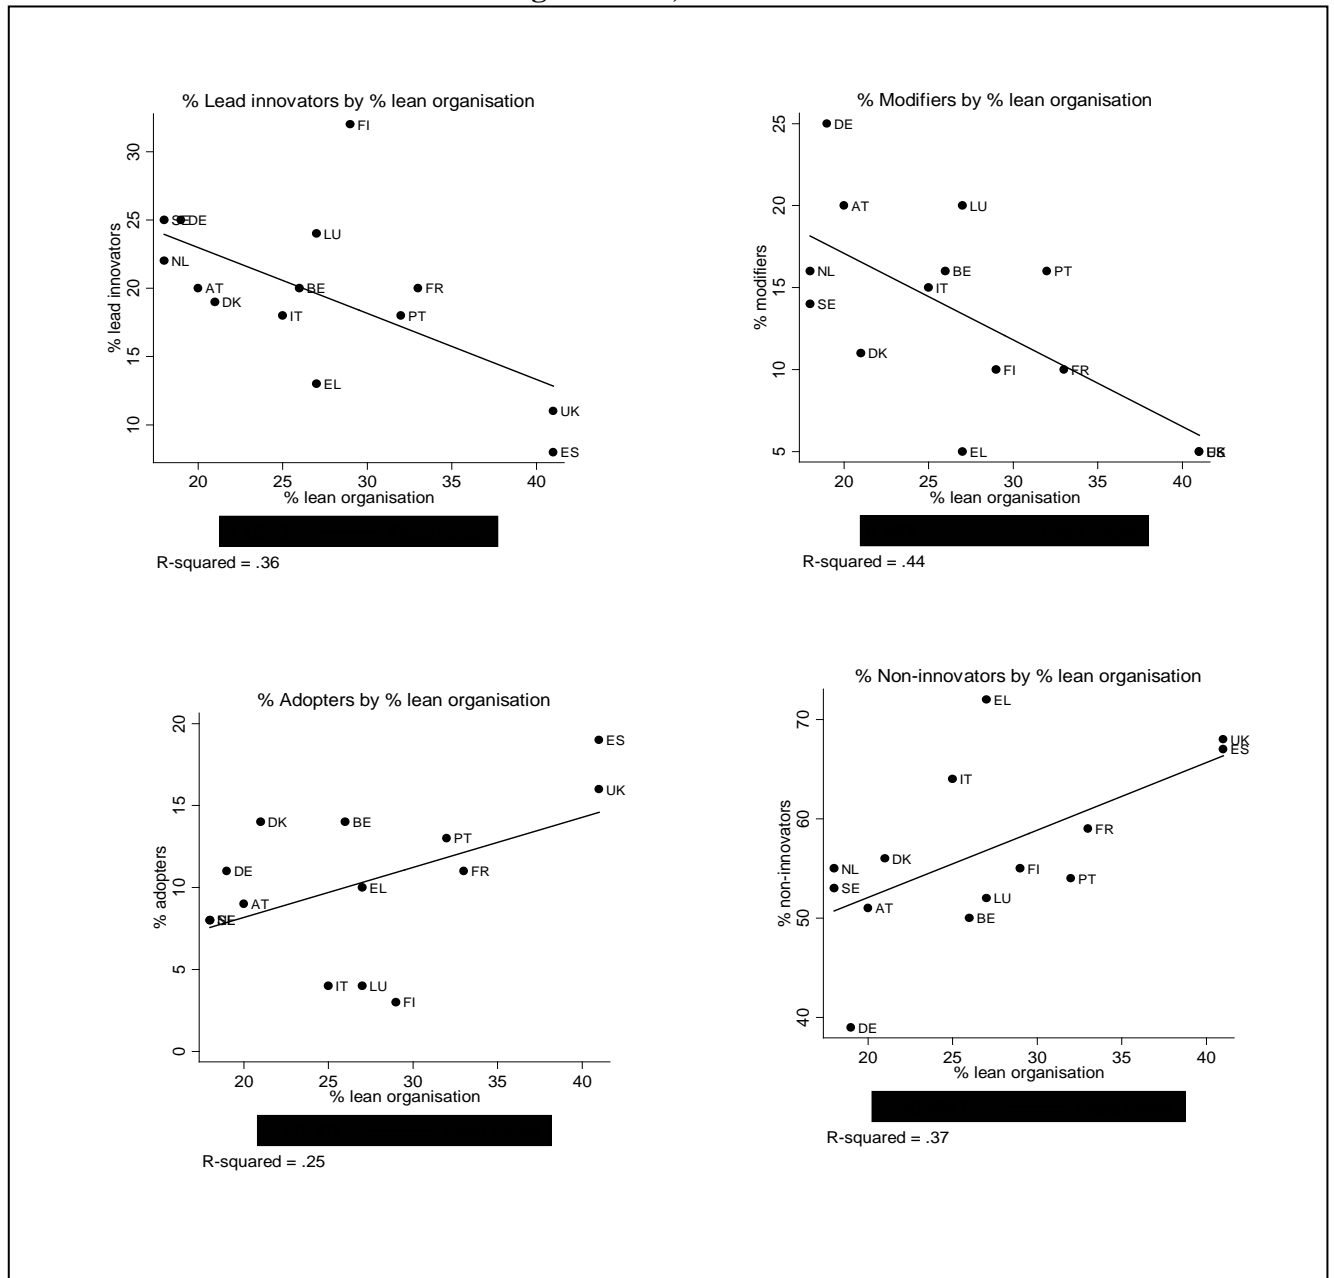 % Lead innovators by % lean organisation
% lead innovators
30
25
20
15
10
FI
SE
DE
LU
NL
AT
BE
FR
DK
IT
PT
EL
UK
ES
20 25 30 35 40
% lean organisation
R-squared = .36
% Modifiers by % lean organisation
% modifiers
25
20
15
10
5
DE
AT
LU
NL
BE
PT
IT
SE
DK
FI
FR
EL
20 25 30 35 40
% lean organisation
R-squared = .44
% Adopters by % lean organisation
% adopters
20
15
10
5
0
ES
UK
DK
BE
PT
DE
FR
EL
AT
IT
LU
FI
20 25 30 35 40
% lean organisation
R-squared = .25
% Non-innovators by % lean organisation
% non-innovators
70
60
50
40
EL
UK
ES
IT
FR
DK
NL
FI
PT
SE
LU
AT
BE
DE
20 25 30 35 40
% lean organisation
R-squared = .37